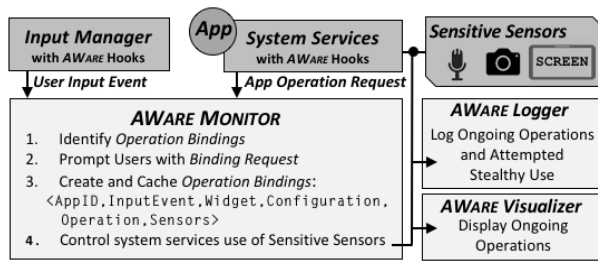 Input Manager
with AWARE Hooks
App
System Services
with AWARE Hooks
Sensitive Sensors
SCREEN
User Input Event
App Operation Request
AWARE MONITOR
1. Identify Operation Bindings
2. Prompt Users with Binding Request
3. Create and Cache Operation Bindings:
<AppID,InputEvent,Widget,Configuration,
Operation,Sensors>
4. Control system services use of Sensitive Sensors
AWARE Logger
Log Ongoing Operations
and Attempted
Stealthy Use
AWARE Visualizer
Display Ongoing
Operations